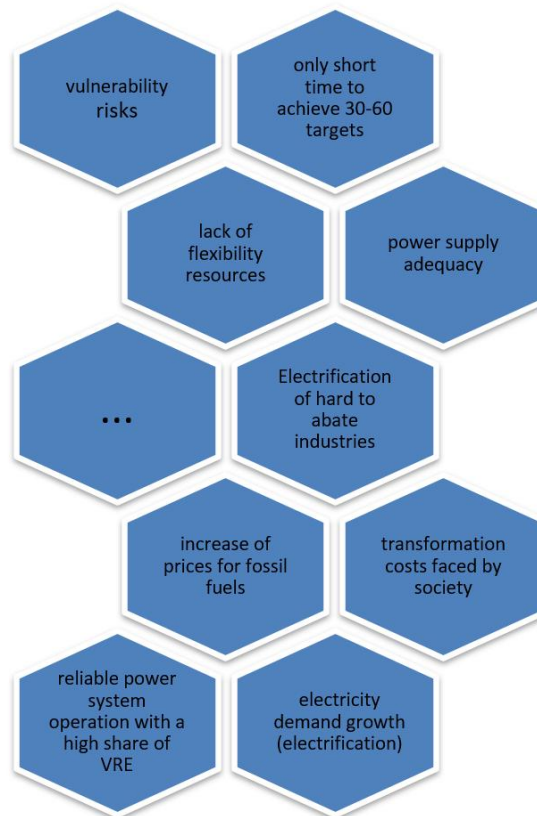 vulnerability
risks
only short
time to
achieve 30-60
targets
lack of
flexibility
resources
power supply
adequacy
...
Electrification
of hard to
abate
industries
increase of
prices for fossil
fuels
transformation
costs faced by
society
reliable power
system
operation with a
high share of
VRE
electricity
demand growth
(electrification)